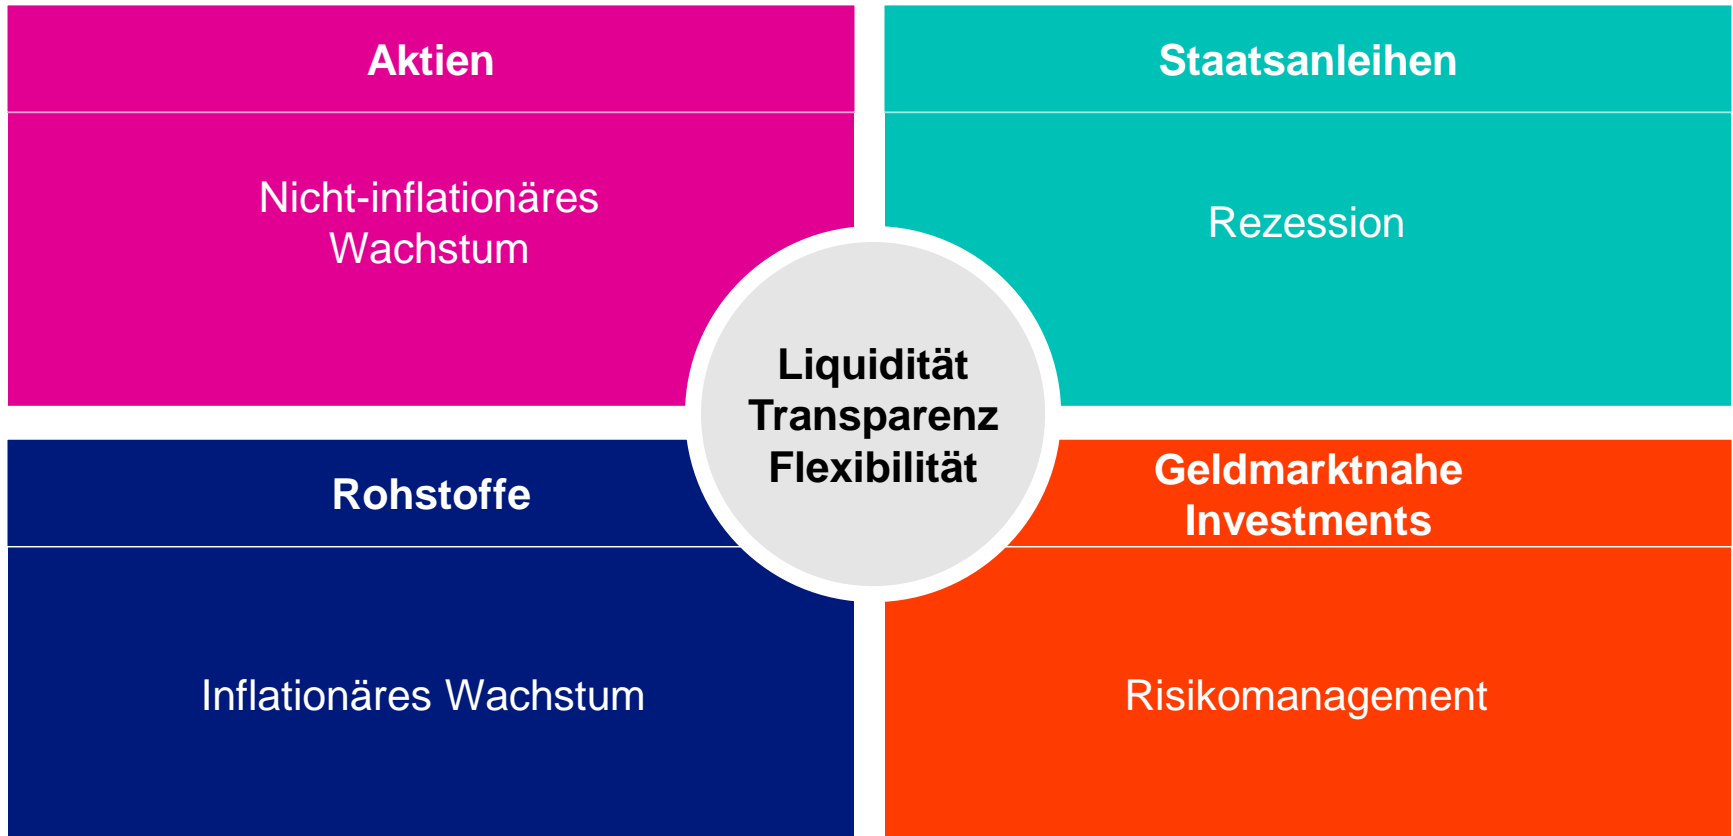 Aktien
Nicht-inflationäres
Wachstum
Staatsanleihen
Rezession
Liquidität
Transparenz
Flexibilität
Rohstoffe
Inflationäres Wachstum
Geldmarktnahe
Investments
Risikomanagement